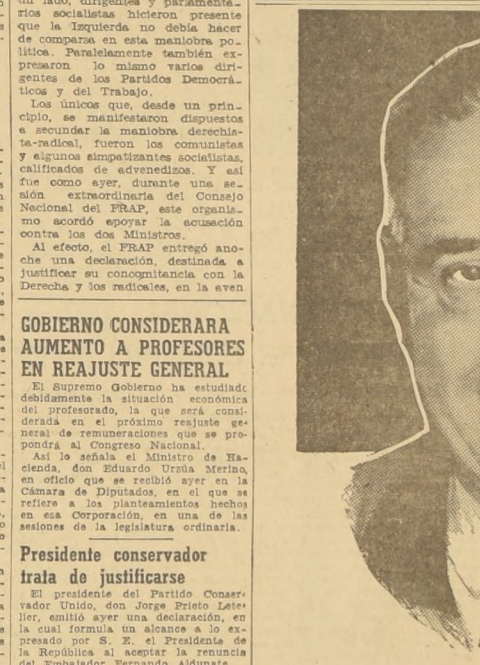 un lado, dirigentes y parlamenta-
rios socialistas hicieron presente
que la Izquierda no debía hacer
de comparsa en esta maniobra po-
lítica. Paralelamente también ex-
presaron lo mismo varios diri-
gentes de los Partidos Democrá-
ticos y del Trabajo.
Los únicos que, desde un prin-
cipio, se manifestaron dispuestos
a secundar la maniobra derechis-
ta-radical, fueron los comunistas
y algunos simpatizantes socialistas,
calificados de advenedizos. Y así
fue como ayer, durante una se-
sión extraordinaria del Consejo
Nacional del FRAP, este organis-
mo acordó apoyar la acusación
contra los dos Ministros.
Al efecto, el FRAP entregó ano-
che una declaración, destinada a
justificar su concomitancia con la
Derecha y los radicales, en la aven
GOBIERNO CONSIDERARA
AUMENTO A PROFESORES
EN REAJUSTE GENERAL
El Supremo Gobierno ha estudiado
debidamente la situación económica
del profesorado, la que será consi-
derada en el próximo reajuste ge-
neral de remuneraciones que se pro-
pondrá al Congreso Nacional.
Así lo señala el Ministro de Ha-
cienda, don Eduardo Urzúa Merino,
en oficio que se recibió ayer en la
Cámara de Diputados, en el que se
refiere a los planteamientos hechos
en esa Corporación, en una de las
sesiones de la legislatura ordinaria.
Presidente conservador
trata de justificarse
El presidente del Partido Conser-
vador Unido, don Jorge Prieto Lete-
lier, emitió ayer una declaración, en
la cual formula un alcance a lo ex-
presado por S. E. el Presidente de
la República al aceptar la renuncia
del Embajador Fernando Aldunate